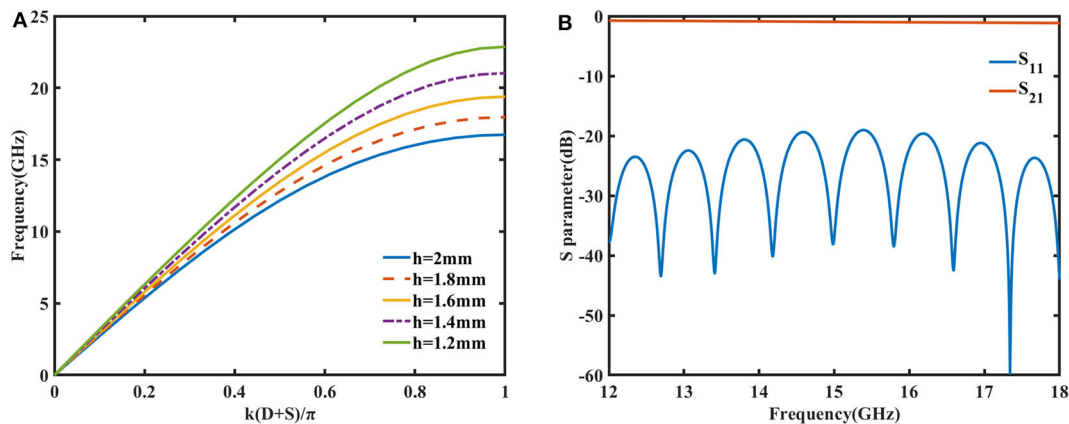 A
25
20
15
10
5
0
Frequency(GHz)
h=2mm
h=1.8mm
h=1.6mm
h=1.4mm
h=1.2mm
0 0.2 0.4 0.6 0.8 1
k(D+S)/π
B
0
-10
-20
-30
-40
-50
-60
S parameter(dB)
S11
S21
12 13 14 15 16 17 18
Frequency(GHz)